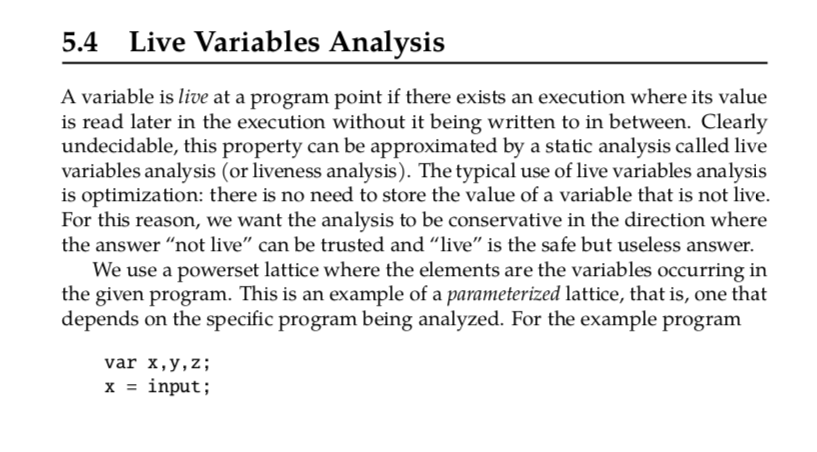 5.4 Live Variables Analysis
A variable is live at a program point if there exists an execution where its value
is read later in the execution without it being written to in between. Clearly
undecidable, this property can be approximated by a static analysis called live
variables analysis (or liveness analysis). The typical use of live variables analysis
is optimization: there is no need to store the value of a variable that is not live.
For this reason, we want the analysis to be conservative in the direction where
the answer “not live” can be trusted and “live” is the safe but useless answer.
We use a powerset lattice where the elements are the variables occurring in
the given program. This is an example of a parameterized lattice, that is, one that
depends on the specific program being analyzed. For the example program
var x,y,z;
x = input;